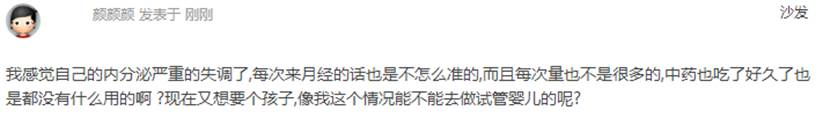 颜颜颜 发表于 刚刚 沙发
我感觉自己的内分泌严重的失调了,每次来月经的话也是不怎么准的,而且每次量也不是很多的,中药也吃了好久了也
是都没有什么用的啊 ?现在又想要个孩子,像我这个情况能不能去做试管婴儿的呢?